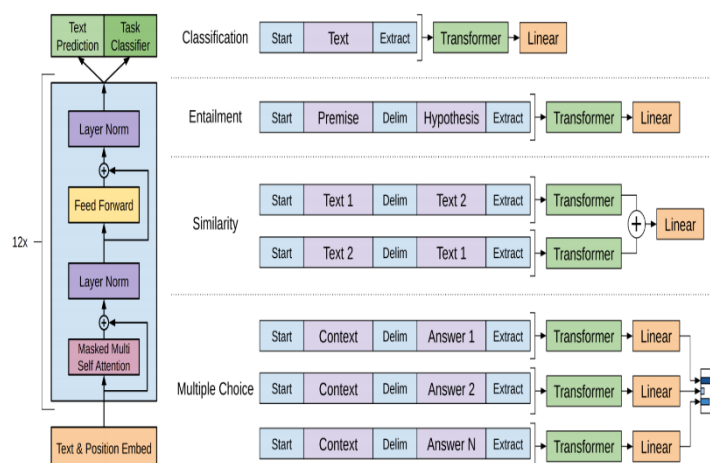 Text
Prediction
Task
Classifier
Layer Norm
+
Feed Forward
12x
Layer Norm
+
Masked Multi
Self Attention
Text & Position Embed
Classification
Start Text Extract Transformer Linear
Entailment
Start Premise Delim Hypothesis Extract Transformer Linear
Similarity
Start Text 1 Delim Text 2 Extract Transformer
+ Linear
Start Text 2 Delim Text 1 Extract Transformer
Multiple Choice
Start Context Delim Answer 1 Extract Transformer Linear
Start Context Delim Answer 2 Extract Transformer Linear
Start Context Delim Answer N Extract Transformer Linear